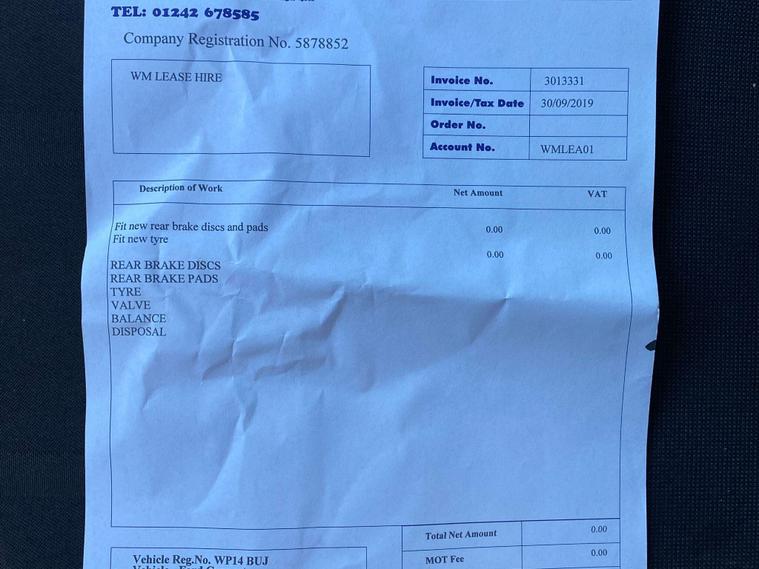 TEL: 01242 678585
Company Registration No. 5878852
WM LEASE HIRE
Invoice No. 3013331
Invoice/Tax Date 30/09/2019
Order No.
Account No. WMLEA01
Description of Work Net Amount VAT
Fit new rear brake discs and pads 0.00 0.00
Fit new tyre
0.00 0.00
REAR BRAKE DISCS
REAR BRAKE PADS
TYRE
VALVE
BALANCE
DISPOSAL
Total Net Amount 0.00
MOT Fee 0.00
Vehicle Reg.No. WP14 BUJ